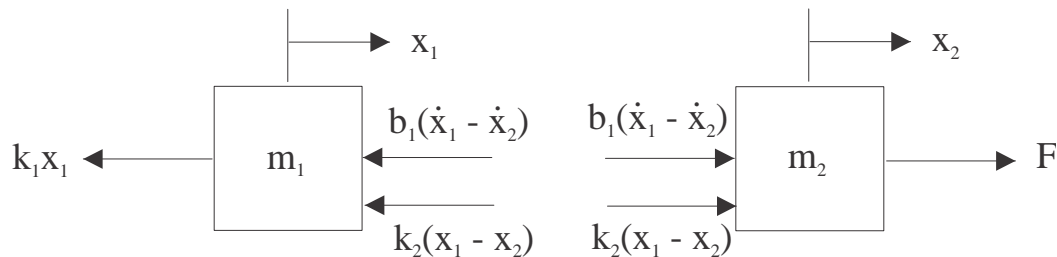 x₁ x₂
b₁(ẋ₁ - ẋ₂) b₁(ẋ₁ - ẋ₂)
k₁x₁ m₁ m₂ F
k₂(x₁ - x₂) k₂(x₁ - x₂)